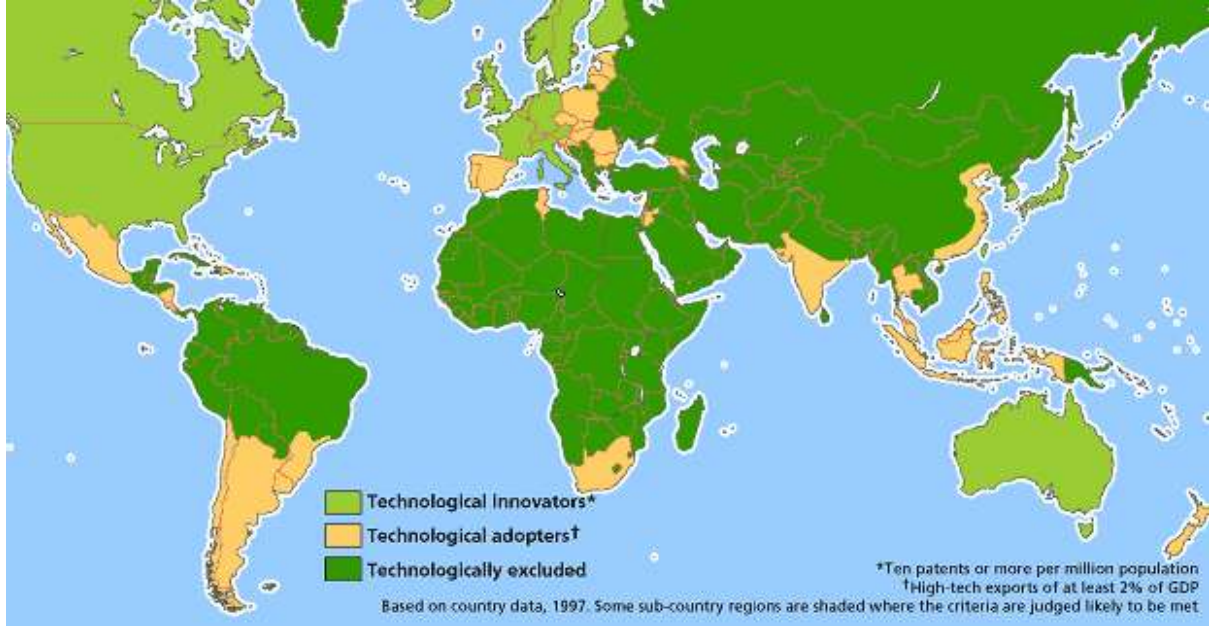 Technological innovators*
Technological adopters†
Technologically excluded
*Ten patents or more per million population
†High-tech exports of at least 2% of GDP
Based on country data, 1997. Some sub-country regions are shaded where the criteria are judged likely to be met